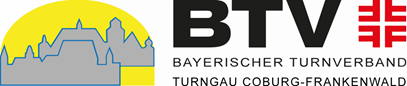 BTV
BAYERISCHER TURNVERBAND
TURNGAU COBURG-FRANKENWALD